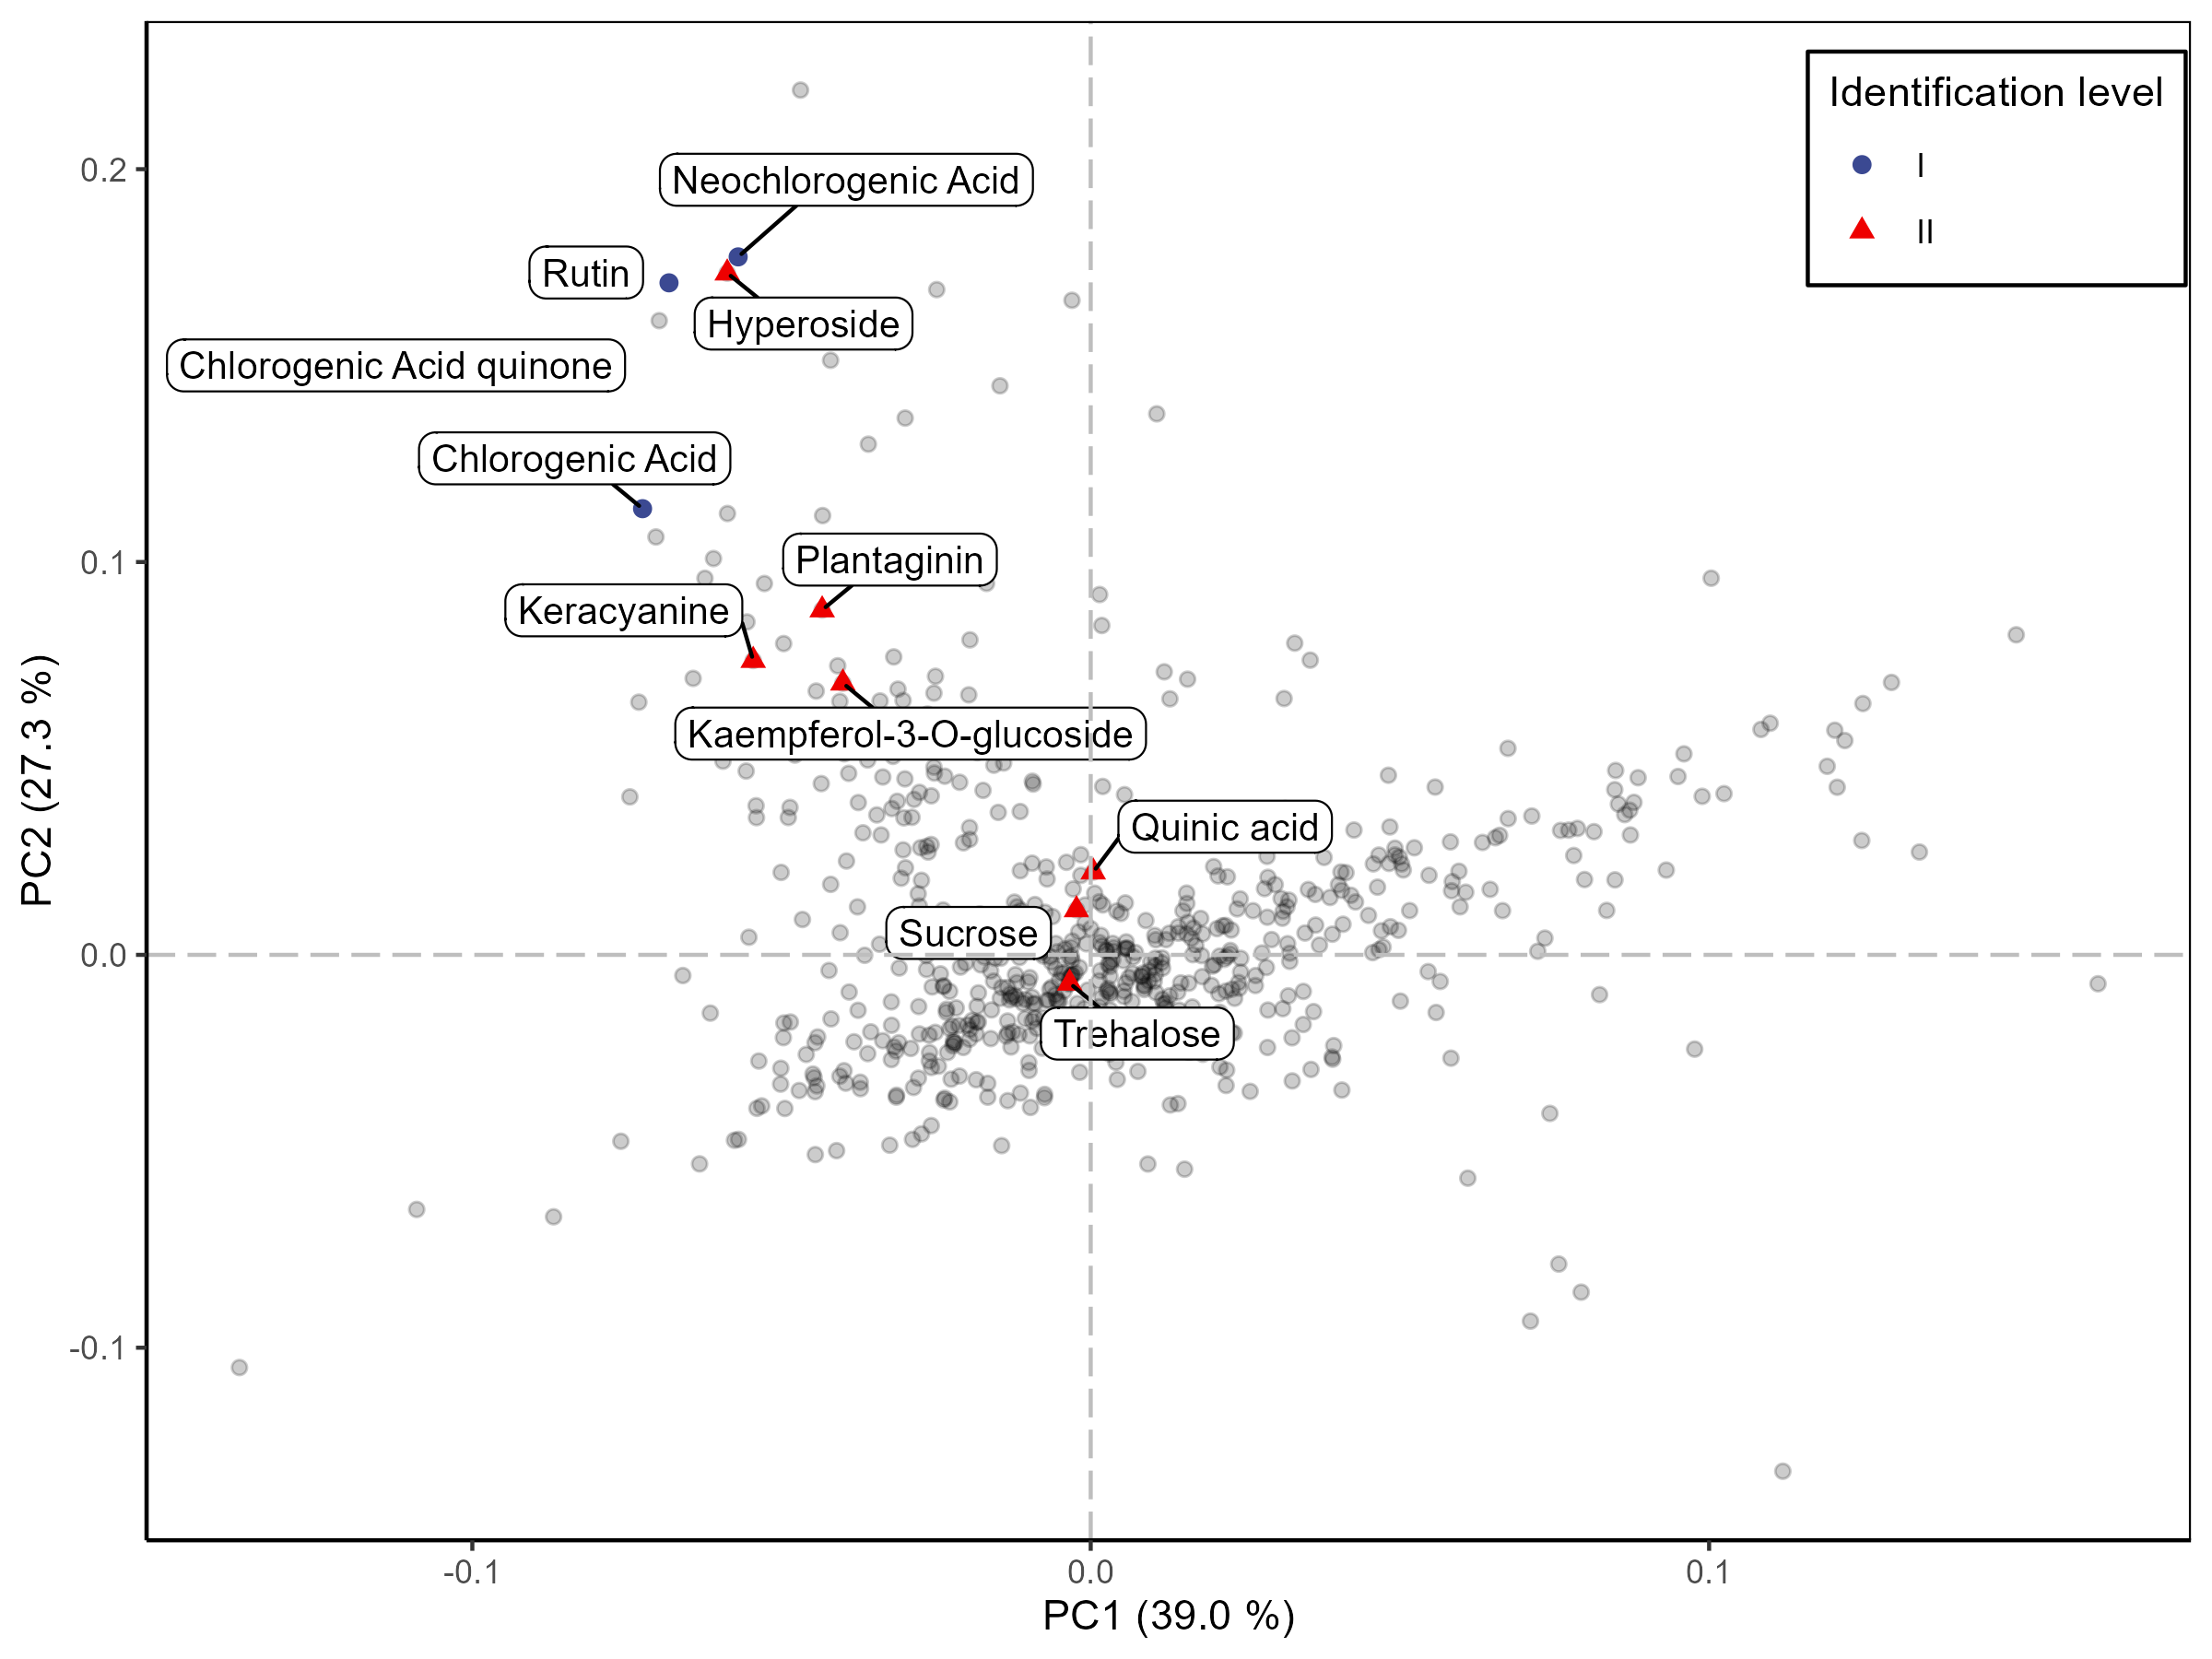 Identification level
I
II
Neochlorogenic Acid
Rutin
Hyperoside
Chlorogenic Acid quinone
Chlorogenic Acid
Plantaginin
Keracyanine
Kaempferol-3-O-glucoside
Quinic acid
Sucrose
Trehalose
0.2
0.1
0.0
-0.1
PC2 (27.3 %)
-0.1
0.0
0.1
PC1 (39.0 %)